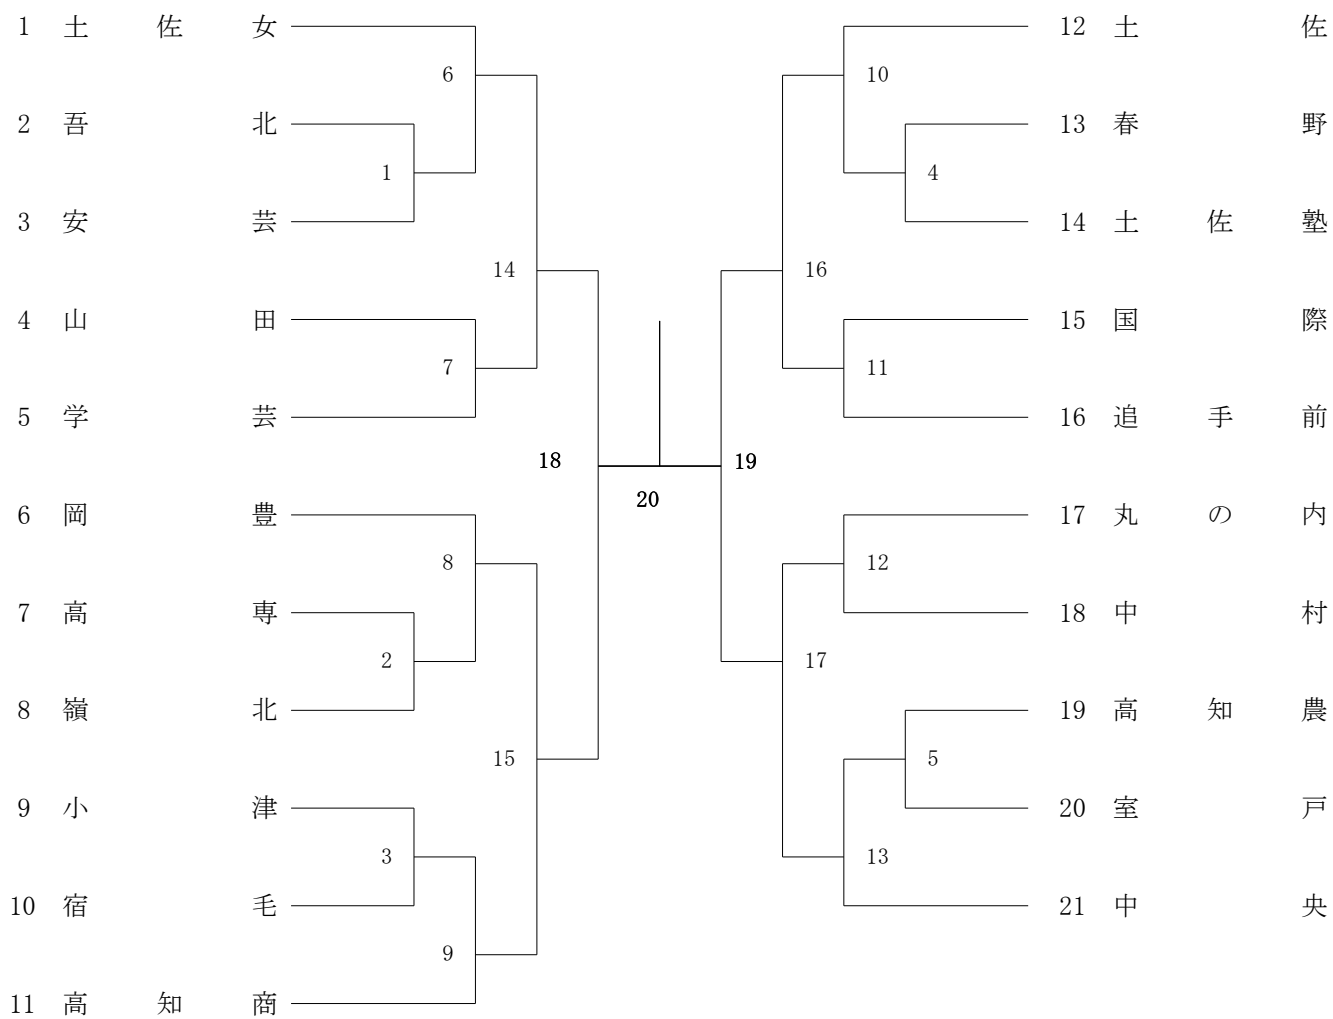 1 土佐女
12 土佐
6
10
2 吾北
13 春野
1
4
3 安芸
14 土佐塾
14
16
4 山田
15 国際
7
11
5 学芸
16 追手前
18
19
20
6 岡豊
17 丸の内
8
12
7 高専
18 中村
2
17
8 嶺北
19 高知農
15
5
9 小津
20 室戸
3
13
10 宿毛
21 中央
9
11 高知商